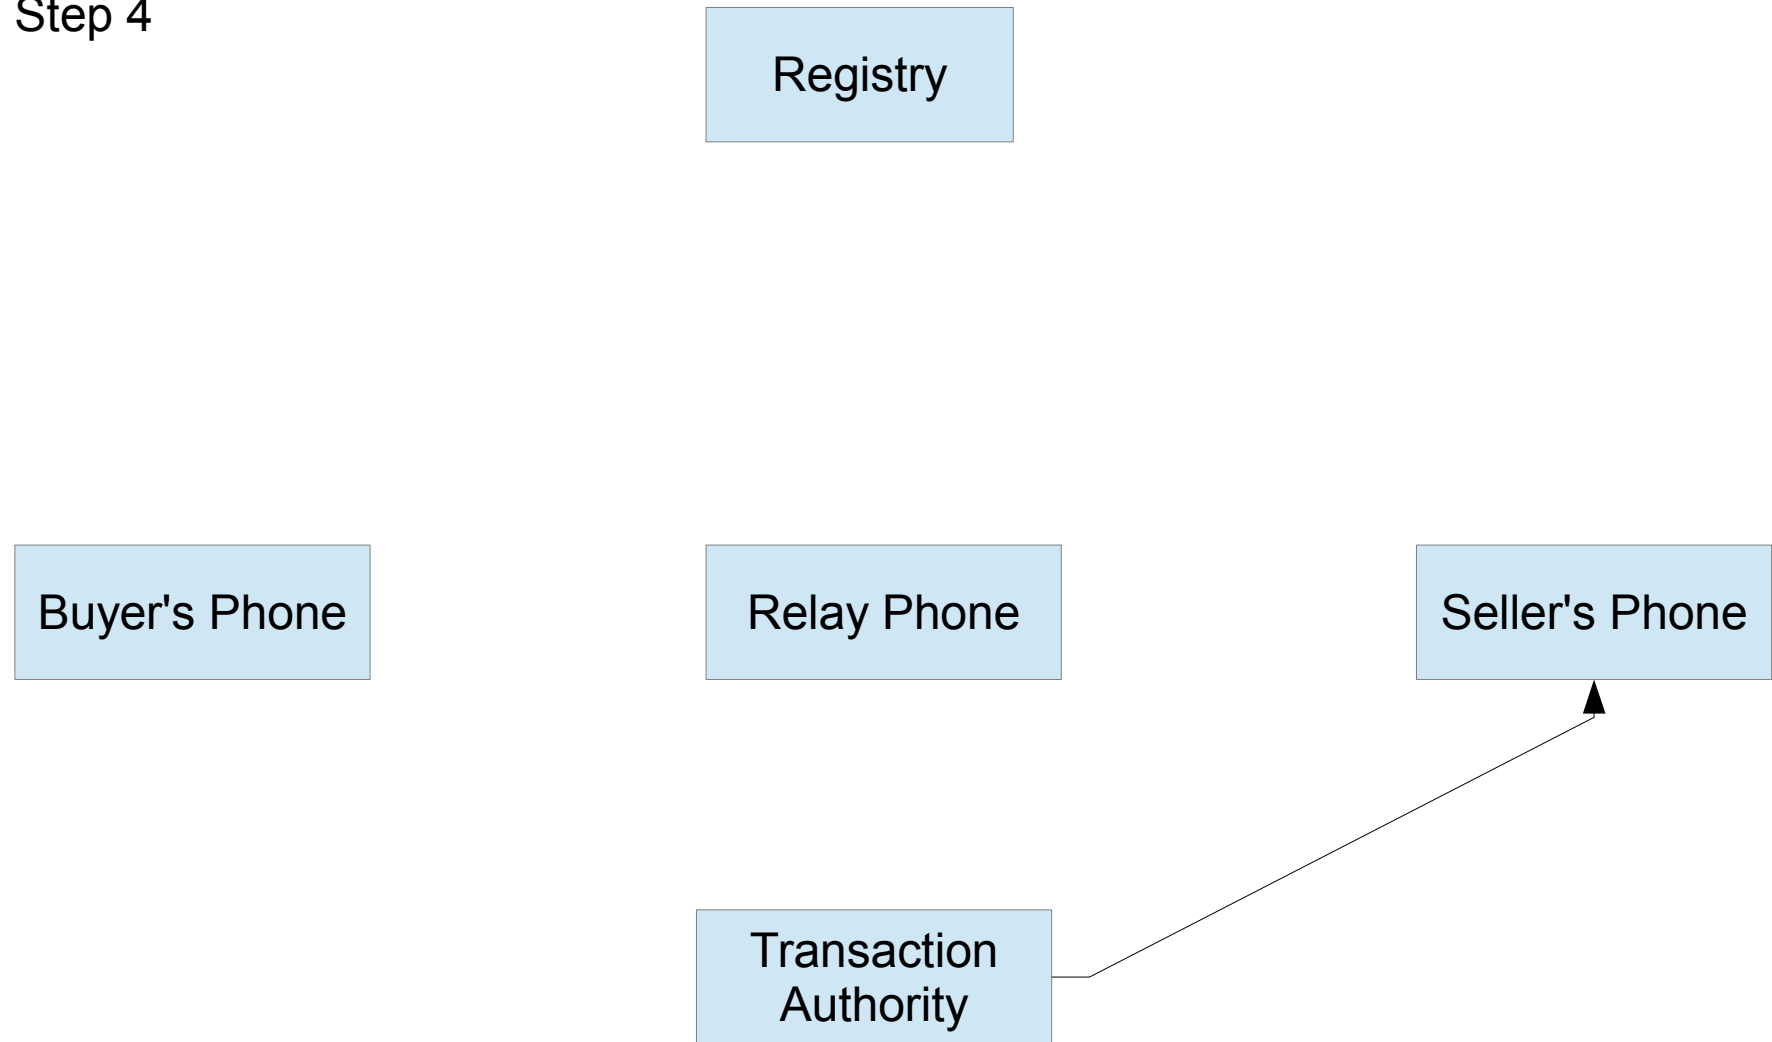 Step 4
Registry
Buyer's Phone
Relay Phone
Seller's Phone
Transaction
Authority